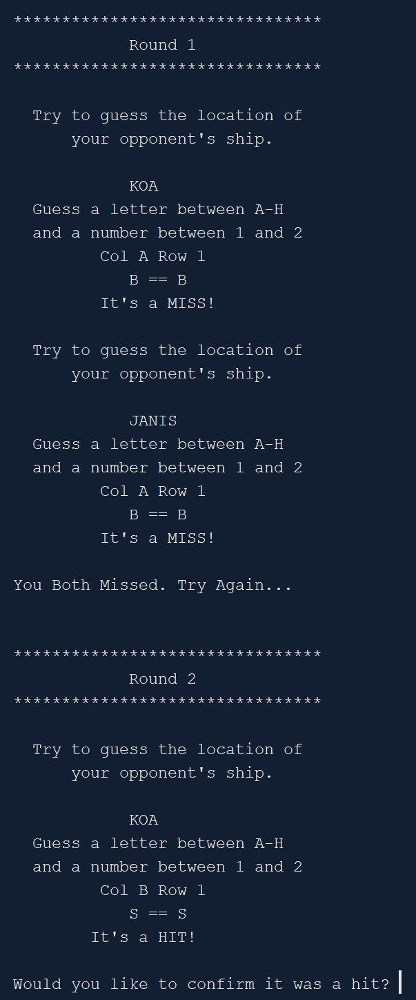 ********************************
Round 1
********************************
Try to guess the location of
your opponent's ship.
KOA
Guess a letter between A-H
and a number between 1 and 2
Col A Row 1
B == B
It's a MISS!
Try to guess the location of
your opponent's ship.
JANIS
Guess a letter between A-H
and a number between 1 and 2
Col A Row 1
B == B
It's a MISS!
You Both Missed. Try Again...
********************************
Round 2
********************************
Try to guess the location of
your opponent's ship.
KOA
Guess a letter between A-H
and a number between 1 and 2
Col B Row 1
S == S
It's a HIT!
Would you like to confirm it was a hit?